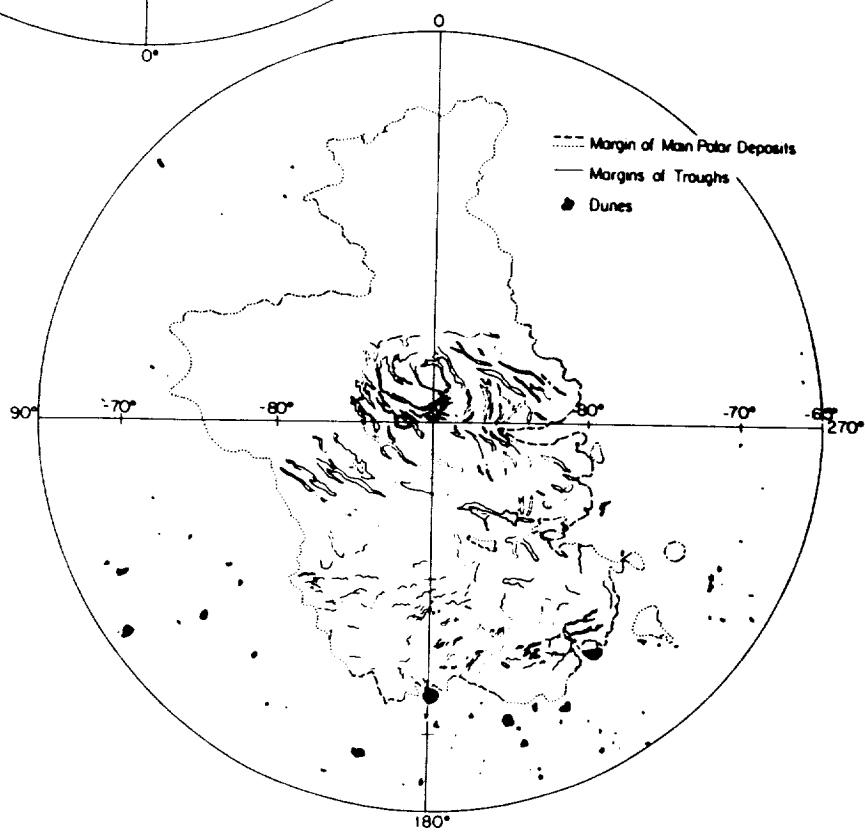 0°
0
Margin of Main Polar Deposits
Margins of Troughs
Dunes
90° -70° -80° -80° -70° -60° 270°
180°